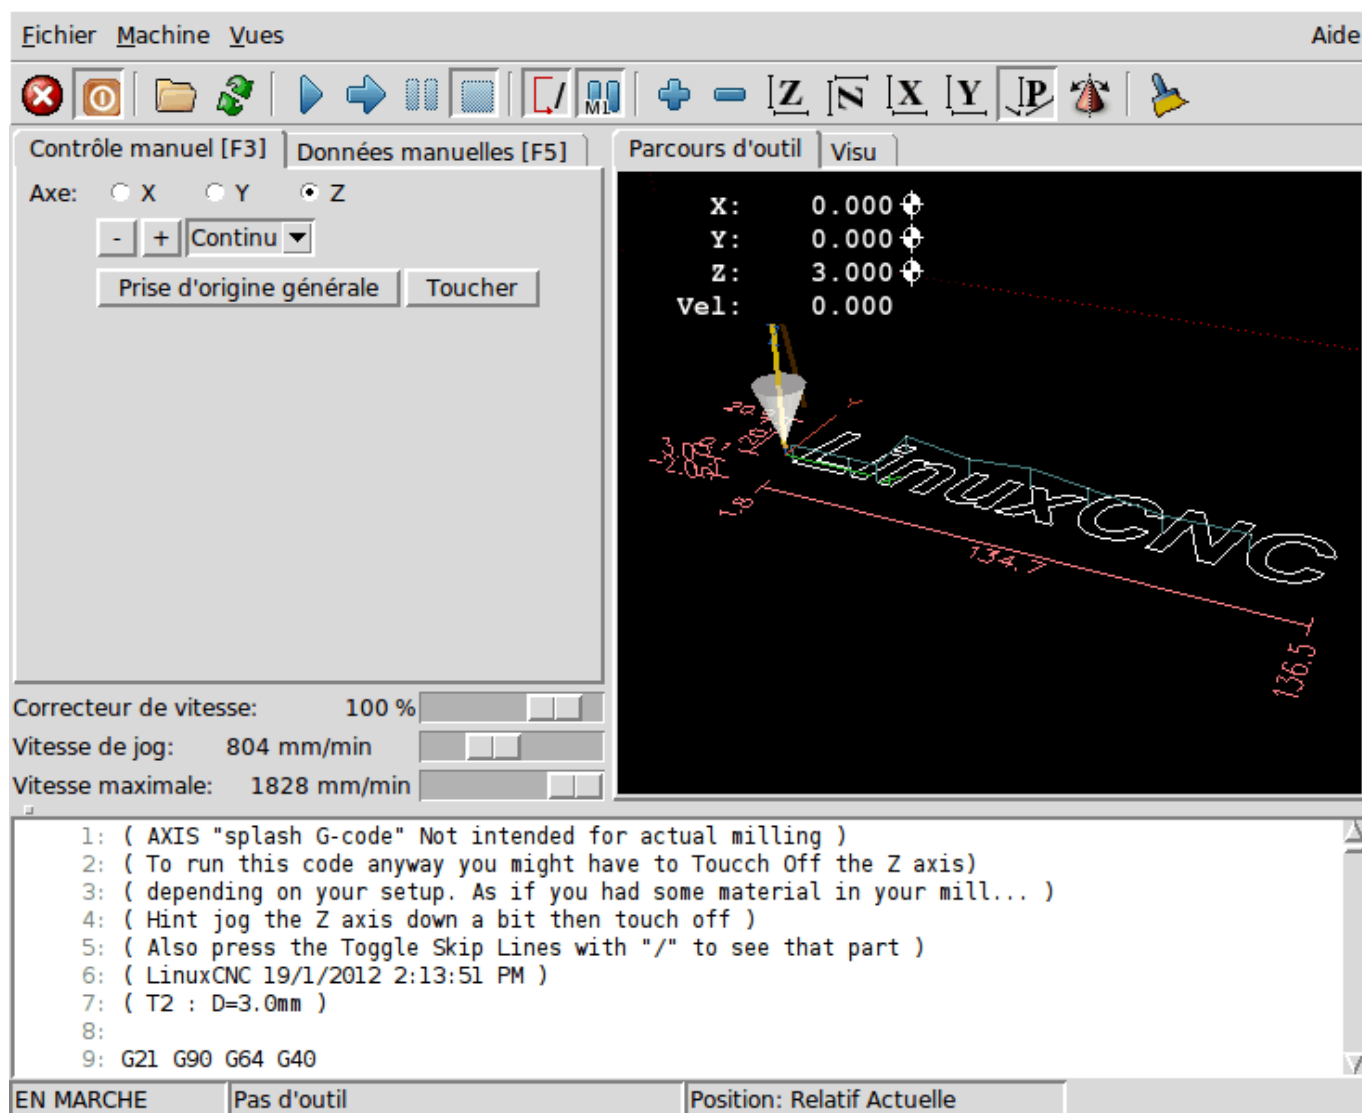 Fichier Machine Vues Aide
M1 Z N X Y P
Contrôle manuel [F3] Données manuelles [F5] Parcours d'outil Visu
Axe: X Y Z
- + Continu
Prise d'origine générale Toucher
X: 0.000
Y: 0.000
Z: 3.000
Vel: 0.000
Y
LinuxCNC
1.8
134.7
136.5
Correcteur de vitesse: 100 %
Vitesse de jog: 804 mm/min
Vitesse maximale: 1828 mm/min
1: ( AXIS "splash G-code" Not intended for actual milling )
2: ( To run this code anyway you might have to Toucch Off the Z axis)
3: ( depending on your setup. As if you had some material in your mill... )
4: ( Hint jog the Z axis down a bit then touch off )
5: ( Also press the Toggle Skip Lines with "/" to see that part )
6: ( LinuxCNC 19/1/2012 2:13:51 PM )
7: ( T2 : D=3.0mm )
8:
9: G21 G90 G64 G40
EN MARCHE Pas d'outil Position: Relatif Actuelle